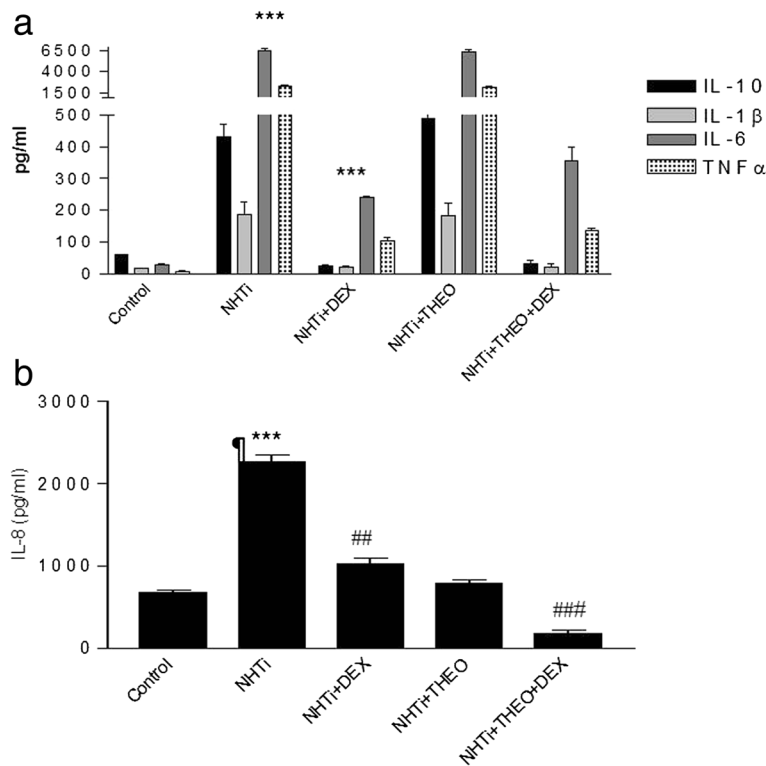 a
***
6500
4000
1500
500
400
300
200
100
0
pg/ml
***
IL-10
IL-1β
IL-6
TNFα
Control
NHTi
NHTi+DEX
NHTi+THEO
NHTi+THEO+DEX
b
3000
2000
1000
0
IL-8 (pg/ml)
¶ ***
##
###
Control
NHTi
NHTi+DEX
NHTi+THEO
NHTi+THEO+DEX